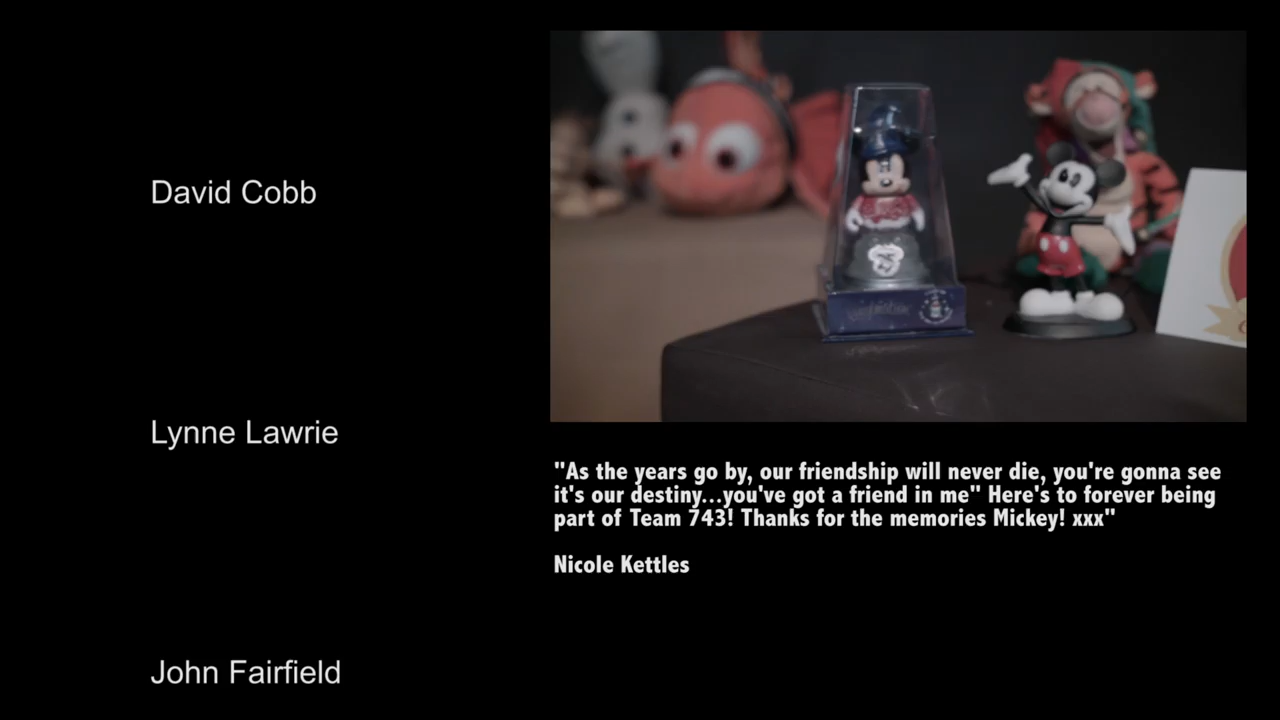 David Cobb
Lynne Lawrie
John Fairfield
"As the years go by, our friendship will never die, you're gonna see
it's our destiny...you've got a friend in me" Here's to forever being
part of Team 743! Thanks for the memories Mickey! xxx"
Nicole Kettles